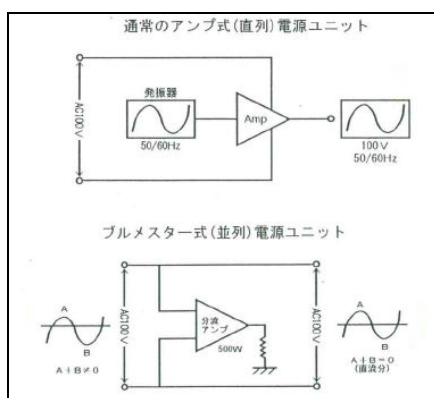 通常のアンプ式(直列)電源ユニット
AC100V
発振器
50/60Hz
Amp
100V
50/60Hz
ブルメスター式(並列)電源ユニット
A
B
A+B≠0
AC100V
分流
アンプ
500W
AC100V
A
B
A+B=0
(直流分)